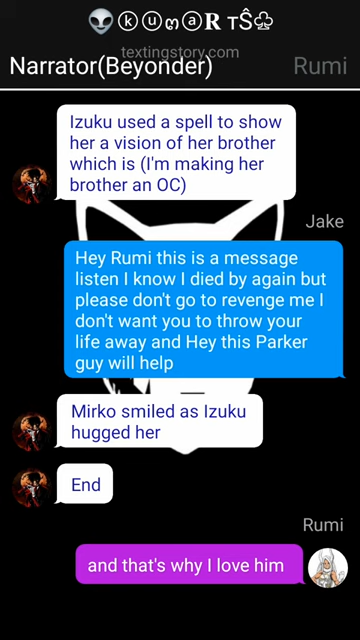 👽ⓀⓤനⓐR TŜ♧
textingstory.com
Narrator(Beyonder) Rumi
Izuku used a spell to show
her a vision of her brother
which is (I'm making her
brother an OC)
Jake
Hey Rumi this is a message
listen I know I died by again but
please don't go to revenge me I
don't want you to throw your
life away and Hey this Parker
guy will help
Mirko smiled as Izuku
hugged her
End
Rumi
and that's why I love him